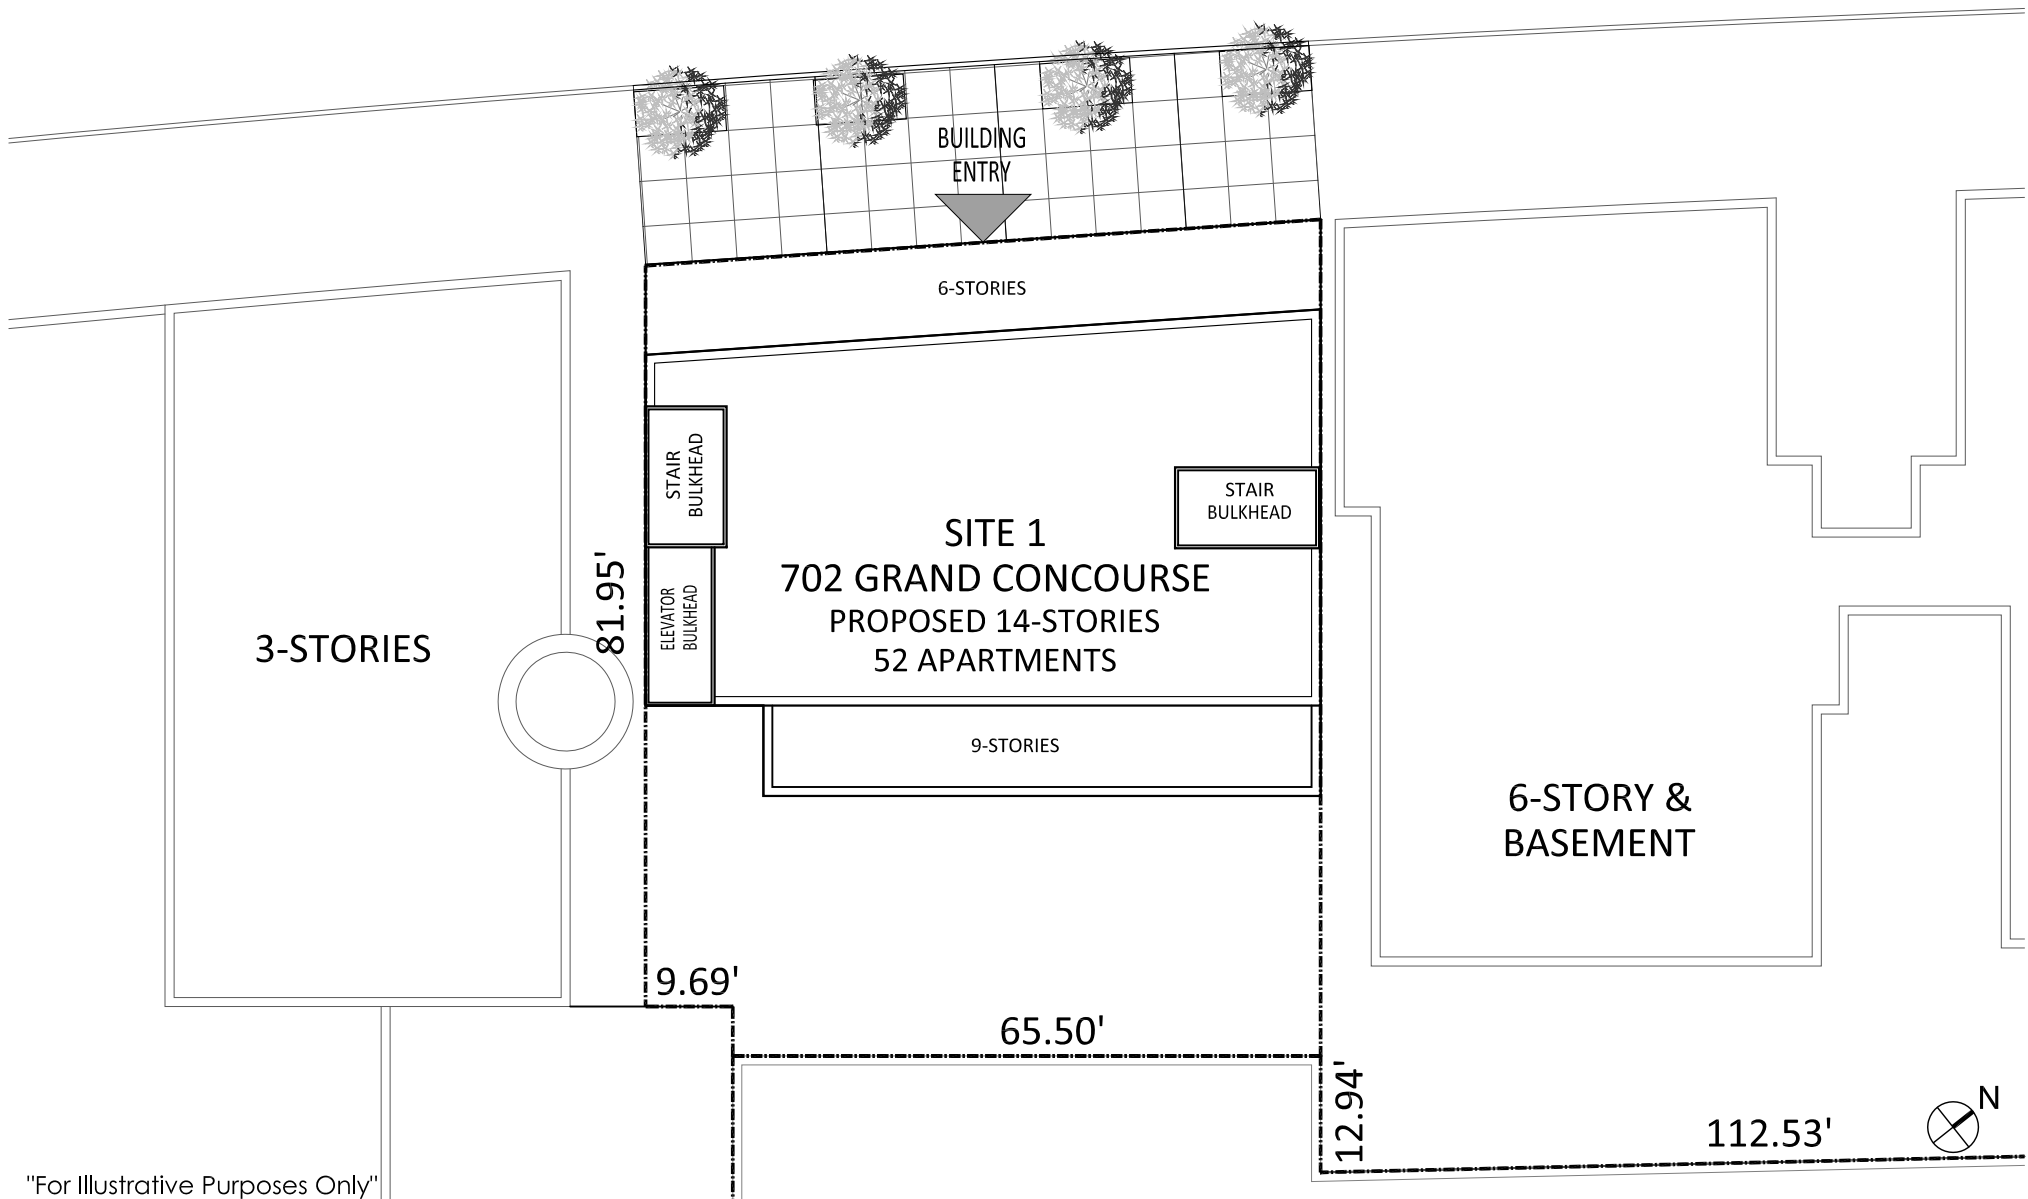 BUILDING
ENTRY
6-STORIES
STAIR
BULKHEAD
STAIR
BULKHEAD
SITE 1
702 GRAND CONCOURSE
PROPOSED 14-STORIES
52 APARTMENTS
81.95'
ELEVATOR
BULKHEAD
3-STORIES
9-STORIES
6-STORY &
BASEMENT
9.69'
65.50'
12.94'
112.53'
N
"For Illustrative Purposes Only"